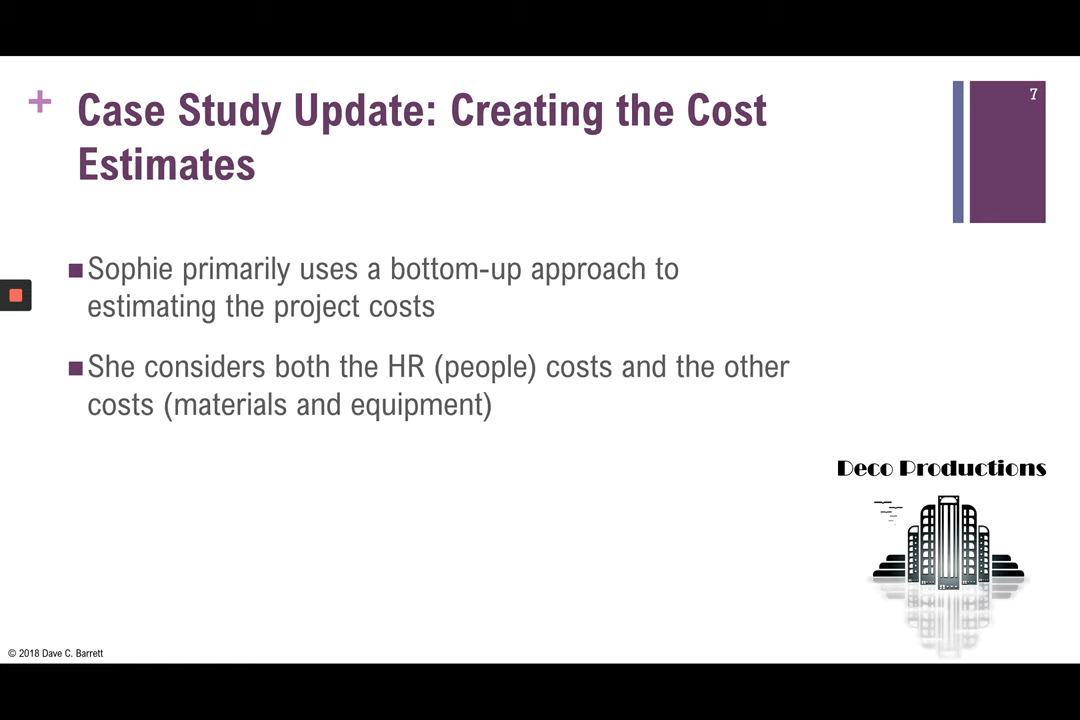 +
Case Study Update: Creating the Cost
Estimates
7
■Sophie primarily uses a bottom-up approach to
estimating the project costs
■She considers both the HR (people) costs and the other
costs (materials and equipment)
Deco Productions
© 2018 Dave C. Barrett